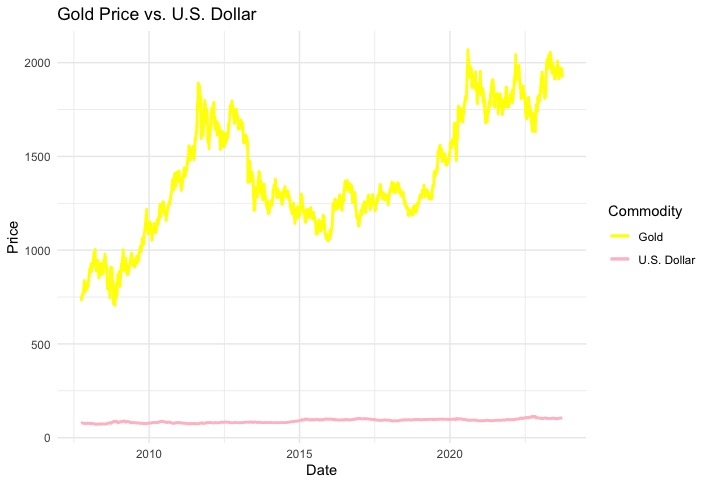 Gold Price vs. U.S. Dollar
2000
1500
1000
500
0
Price
2010
2015
2020
Date
Commodity
Gold
U.S. Dollar